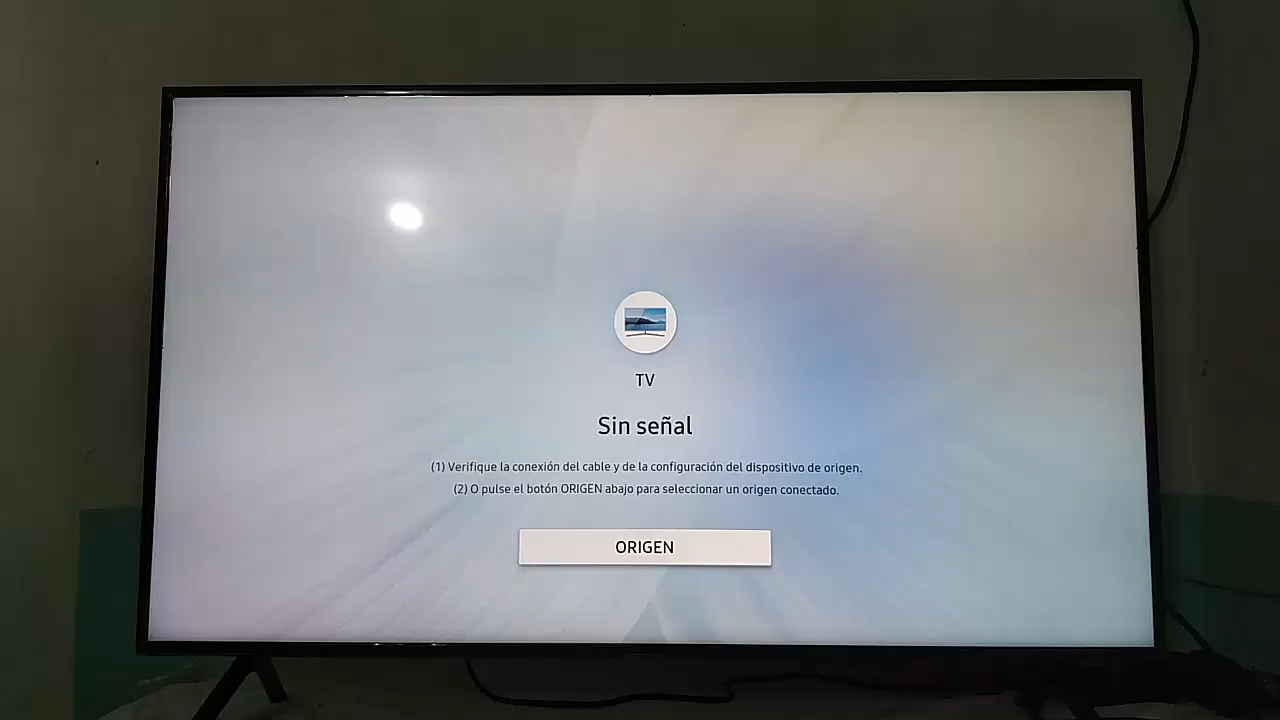 TV
Sin señal
(1) Verifique la conexión del cable y de la configuración del dispositivo de origen.
(2) O pulse el botón ORIGEN abajo para seleccionar un origen conectado.
ORIGEN